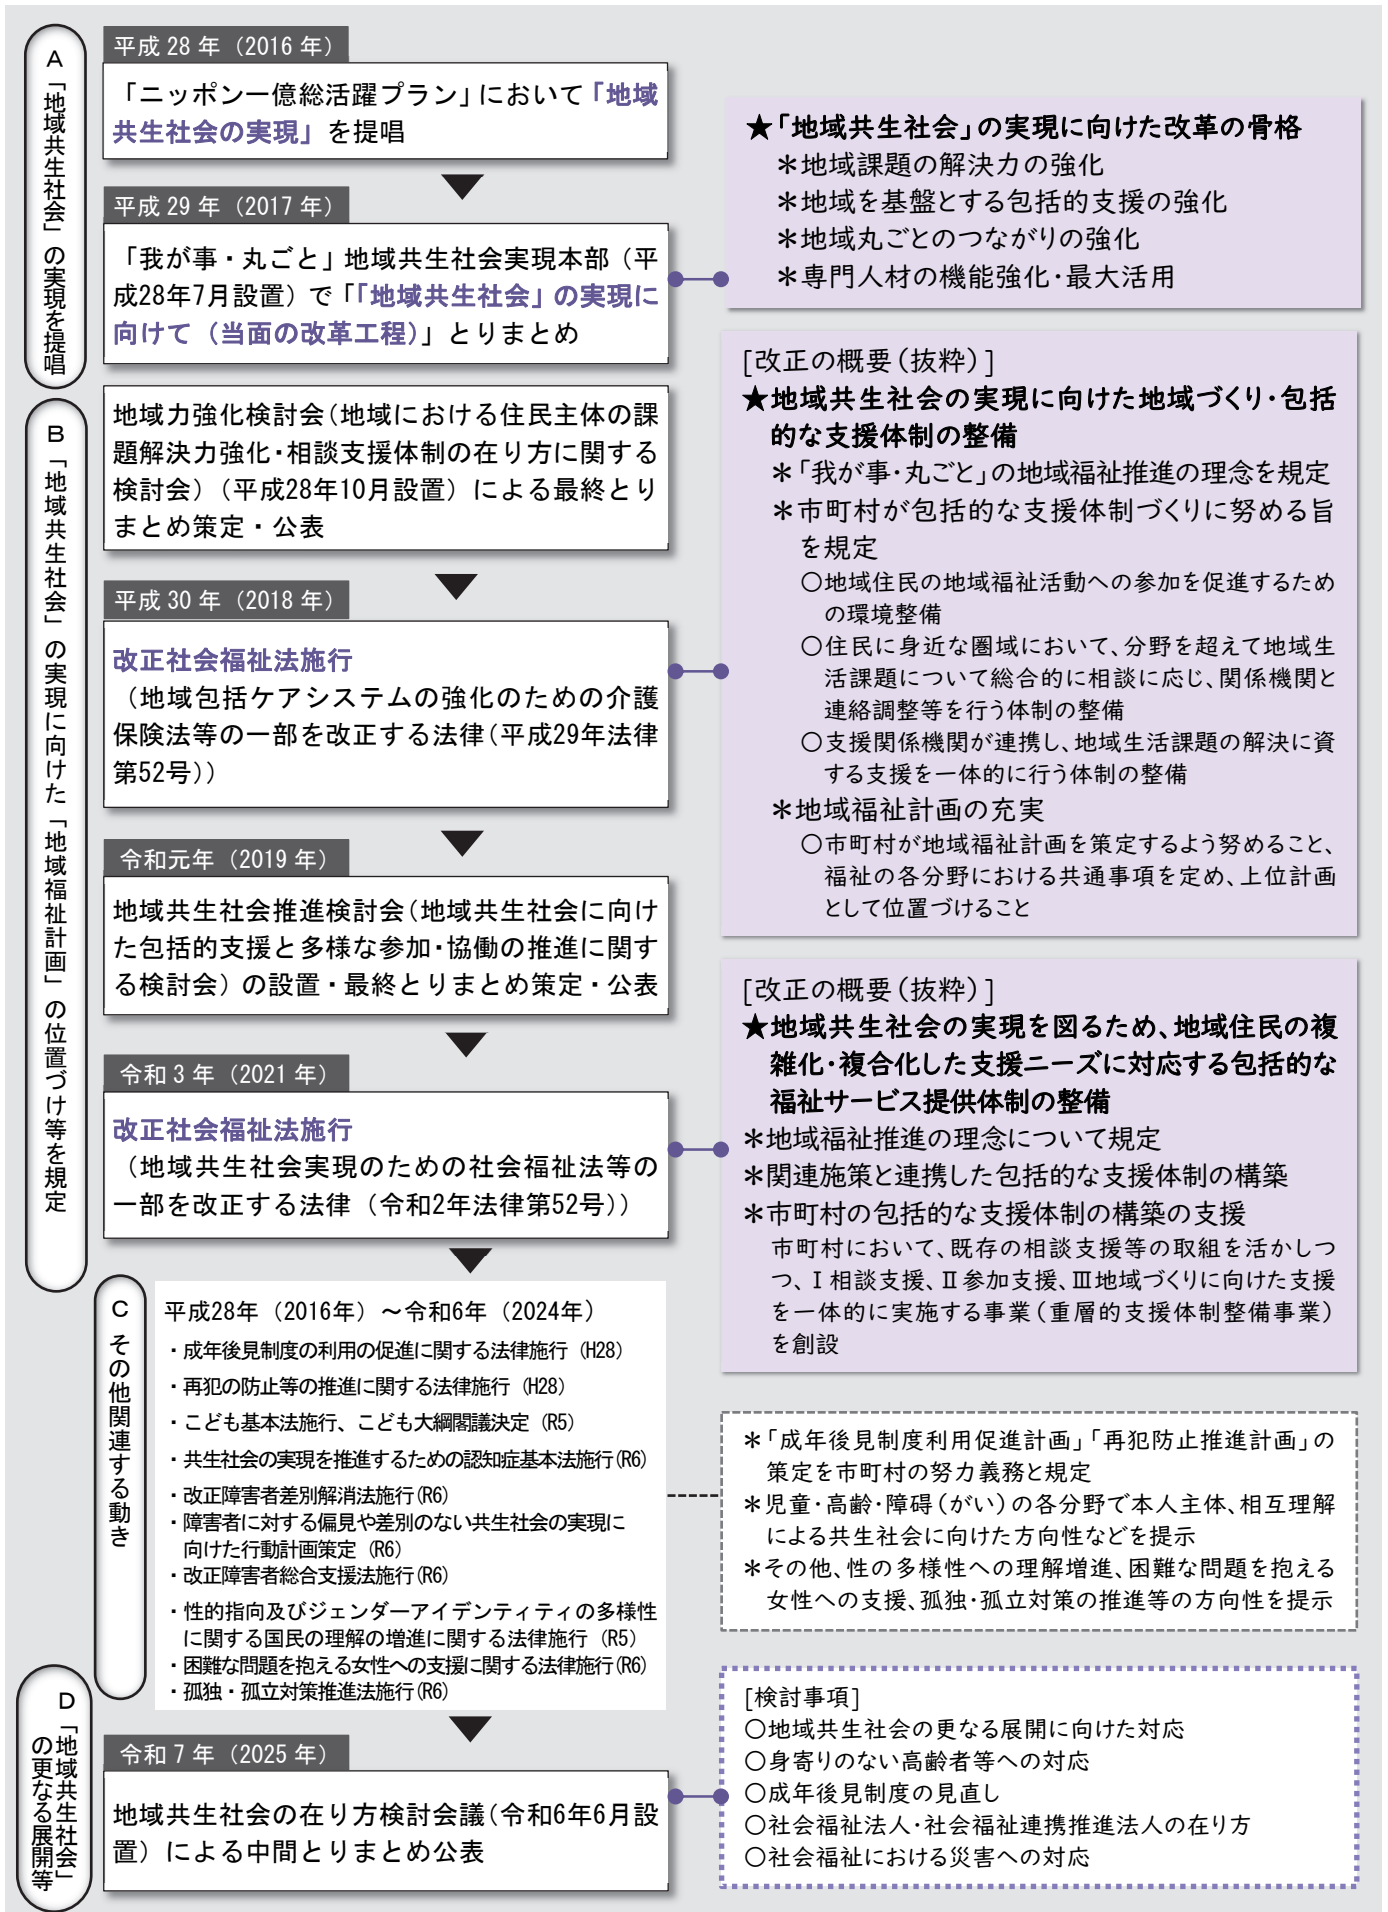 A「地域共生社会」の実現を提唱
平成 28 年（2016 年）
「ニッポン一億総活躍プラン」において「地域
共生社会の実現」を提唱
平成 29 年（2017 年）
「我が事・丸ごと」地域共生社会実現本部（平
成28年7月設置）で「「地域共生社会」の実現に
向けて（当面の改革工程）」とりまとめ
★「地域共生社会」の実現に向けた改革の骨格
＊地域課題の解決力の強化
＊地域を基盤とする包括的支援の強化
＊地域丸ごとのつながりの強化
＊専門人材の機能強化・最大活用
B「地域共生社会」の実現に向けた「地域福祉計画」の位置づけ等を規定
地域力強化検討会（地域における住民主体の課
題解決力強化・相談支援体制の在り方に関する
検討会）（平成28年10月設置）による最終とり
まとめ策定・公表
平成 30 年（2018 年）
改正社会福祉法施行
（地域包括ケアシステムの強化のための介護
保険法等の一部を改正する法律（平成29年法律
第52号））
[改正の概要（抜粋）]
★地域共生社会の実現に向けた地域づくり・包括
的な支援体制の整備
＊「我が事・丸ごと」の地域福祉推進の理念を規定
＊市町村が包括的な支援体制づくりに努める旨
を規定
○地域住民の地域福祉活動への参加を促進するため
の環境整備
○住民に身近な圏域において、分野を超えて地域生
活課題について総合的に相談に応じ、関係機関と
連絡調整等を行う体制の整備
○支援関係機関が連携し、地域生活課題の解決に資
する支援を一体的に行う体制の整備
＊地域福祉計画の充実
○市町村が地域福祉計画を策定するよう努めること、
福祉の各分野における共通事項を定め、上位計画
として位置づけること
令和元年（2019 年）
地域共生社会推進検討会（地域共生社会に向け
た包括的支援と多様な参加・協働の推進に関す
る検討会）の設置・最終とりまとめ策定・公表
令和 3 年（2021 年）
改正社会福祉法施行
（地域共生社会実現のための社会福祉法等の
一部を改正する法律（令和2年法律第52号））
[改正の概要（抜粋）]
★地域共生社会の実現を図るため、地域住民の複
雑化・複合化した支援ニーズに対応する包括的な
福祉サービス提供体制の整備
＊地域福祉推進の理念について規定
＊関連施策と連携した包括的な支援体制の構築
＊市町村の包括的な支援体制の構築の支援
市町村において、既存の相談支援等の取組を活かしつ
つ、Ⅰ相談支援、Ⅱ参加支援、Ⅲ地域づくりに向けた支援
を一体的に実施する事業（重層的支援体制整備事業）
を創設
C その他関連する動き
平成28年（2016年）～令和6年（2024年）
・成年後見制度の利用の促進に関する法律施行（H28）
・再犯の防止等の推進に関する法律施行（H28）
・こども基本法施行、こども大綱閣議決定（R5）
・共生社会の実現を推進するための認知症基本法施行（R6）
・改正障害者差別解消法施行（R6）
・障害者に対する偏見や差別のない共生社会の実現に
向けた行動計画策定（R6）
・改正障害者総合支援法施行（R6）
・性的指向及びジェンダーアイデンティティの多様性
に関する国民の理解の増進に関する法律施行（R5）
・困難な問題を抱える女性への支援に関する法律施行（R6）
・孤独・孤立対策推進法施行（R6）
＊「成年後見制度利用促進計画」「再犯防止推進計画」の
策定を市町村の努力義務と規定
＊児童・高齢・障碍（がい）の各分野で本人主体、相互理解
による共生社会に向けた方向性などを提示
＊その他、性の多様性への理解増進、困難な問題を抱える
女性への支援、孤独・孤立対策の推進等の方向性を提示
D「地域共生社会」
の更なる展開等
令和 7 年（2025 年）
地域共生社会の在り方検討会議（令和6年6月設
置）による中間とりまとめ公表
[検討事項]
○地域共生社会の更なる展開に向けた対応
○身寄りのない高齢者等への対応
○成年後見制度の見直し
○社会福祉法人・社会福祉連携推進法人の在り方
○社会福祉における災害への対応